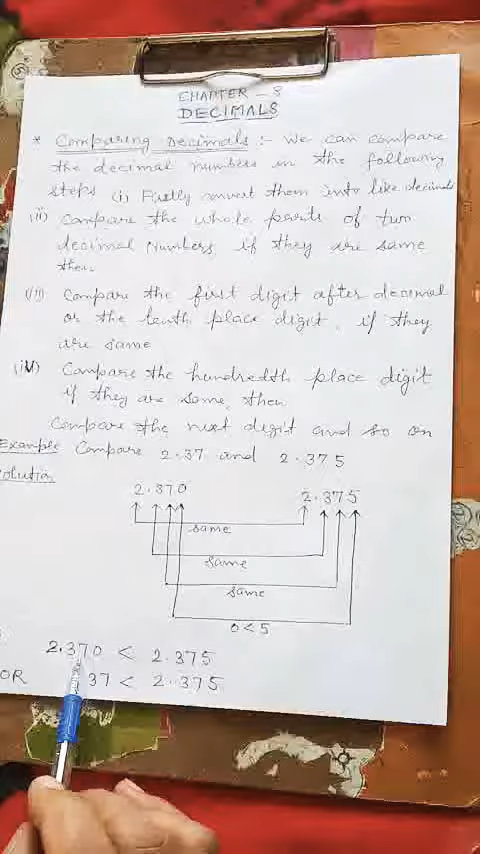 CHAPTER - 8
DECIMALS
* Comparing Decimals :- We can compare
the decimal numbers in the following
steps (i) Firstly convert them into like decimals
(ii) Compare the whole parts of two
decimal numbers if they are same
then
(iii) Compare the first digit after decimal
or the tenth place digit, if they
are same
(iv) Compare the hundredth place digit
if they are same, then
Compare the next digit and so on
Example Compare 2.37 and 2.375
Solution
2.370 2.375
same
same
same
0<5
2.370 < 2.375
OR 37 < 2.375